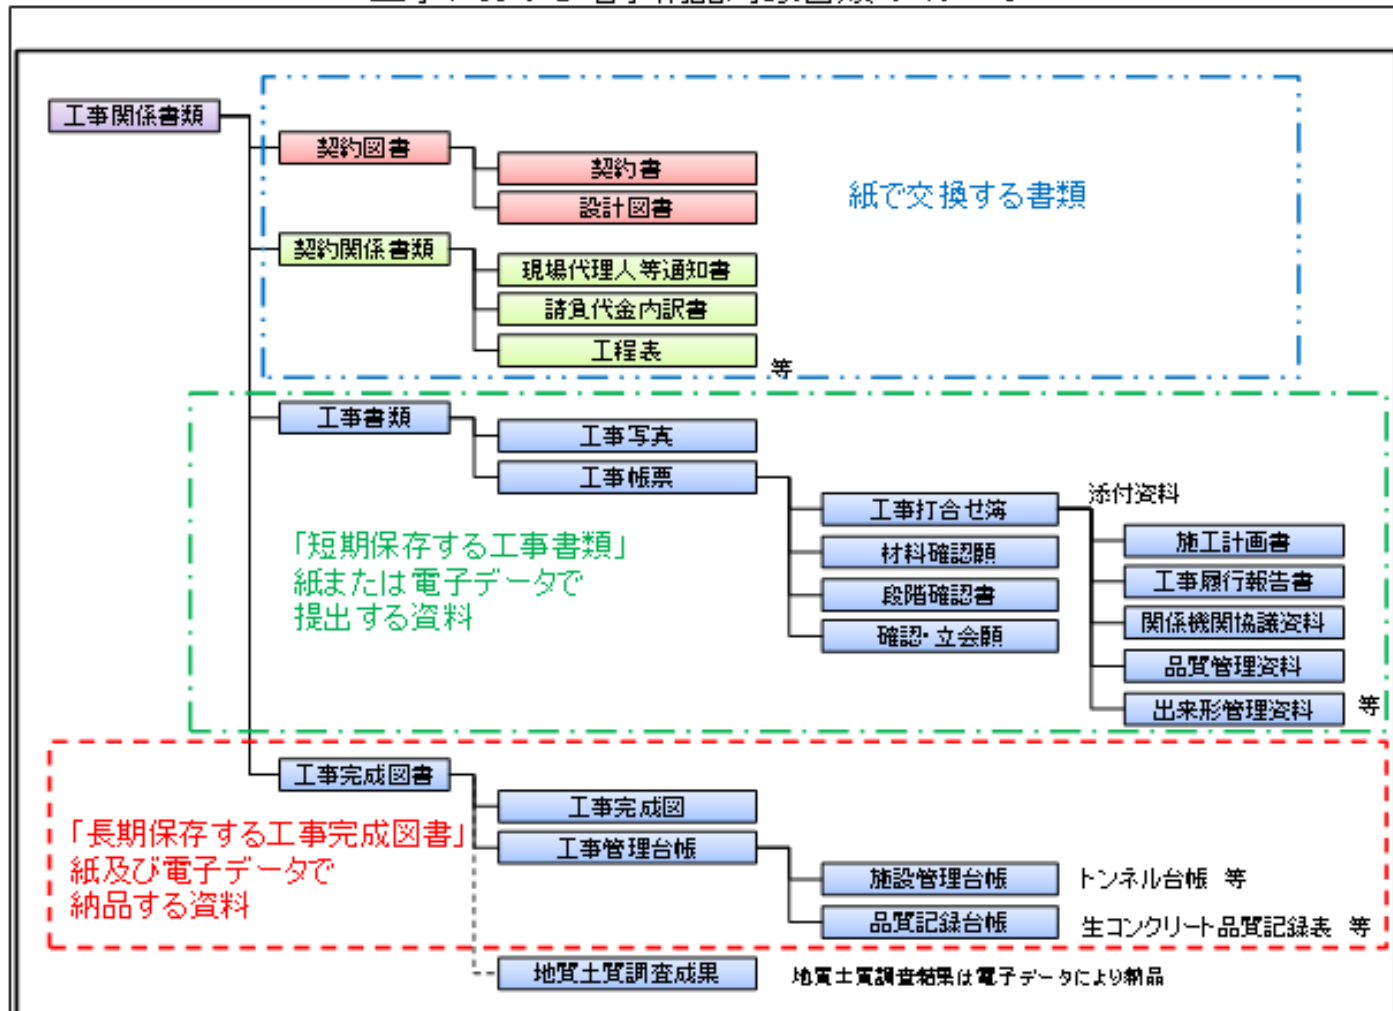 工事関係書類
契約図書
契約書
設計図書
紙で交換する書類
契約関係書類
現場代理人等通知書
請負代金内訳書
工程表
等
工事書類
工事写真
工事帳票
工事打合せ簿
添付資料
材料確認願
段階確認書
確認・立会願
施工計画書
工事履行報告書
関係機関協議資料
品質管理資料
出来形管理資料
等
「短期保存する工事書類」
紙または電子データで
提出する資料
工事完成図書
工事完成図
工事管理台帳
「長期保存する工事完成図書」
紙及び電子データで
納品する資料
施設管理台帳
トンネル台帳 等
品質記録台帳
生コンクリート品質記録表 等
地質土質調査成果
地質土質調査結果は電子データにより納品